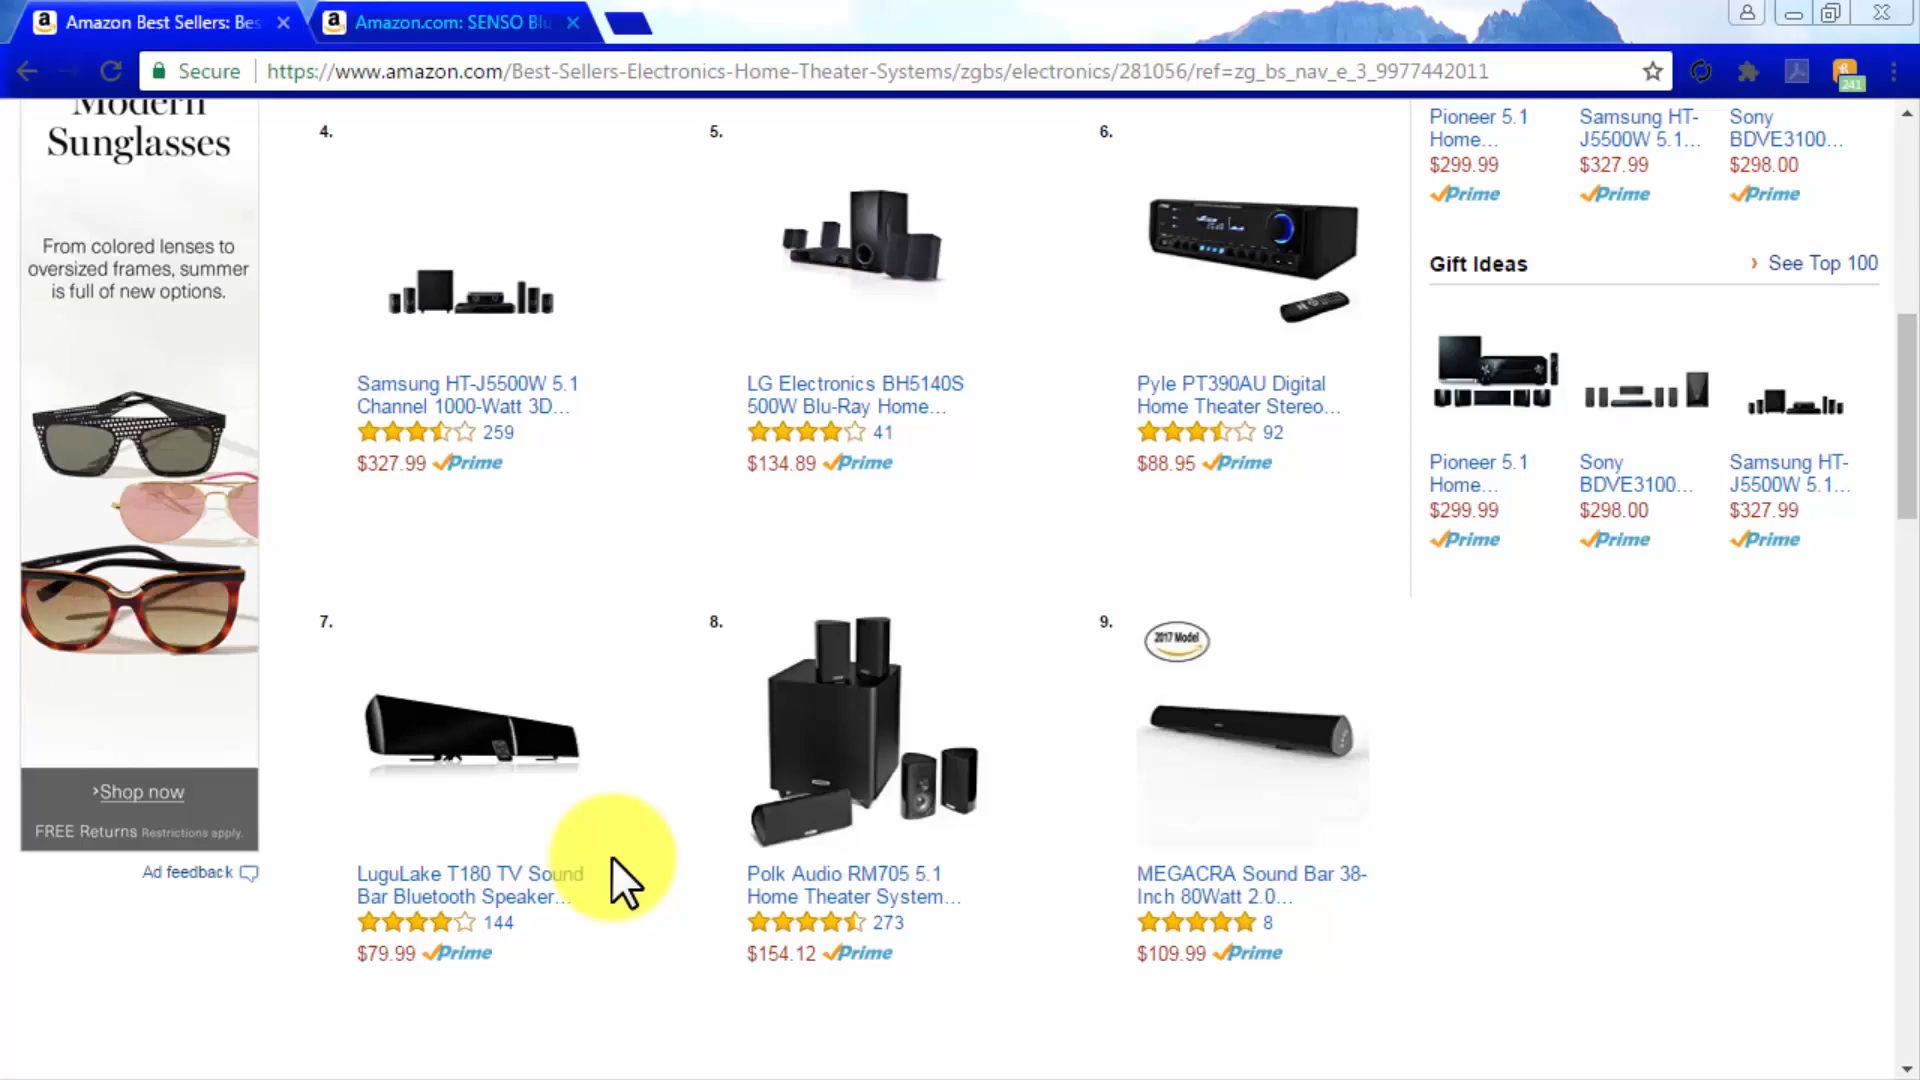 Amazon Best Sellers: Bes
Amazon.com: SENSO Blu
Secure
https://www.amazon.com/Best-Sellers-Electronics-Home-Theater-Systems/zgbs/electronics/281056/ref=zg_bs_nav_e_3_9977442011
241
Modern
Sunglasses
From colored lenses to
oversized frames, summer
is full of new options.
›Shop now
FREE Returns Restrictions apply.
Ad feedback
4.
Samsung HT-J5500W 5.1
Channel 1000-Watt 3D...
259
$327.99 Prime
5.
LG Electronics BH5140S
500W Blu-Ray Home...
41
$134.89 Prime
6.
Pyle PT390AU Digital
Home Theater Stereo...
92
$88.95 Prime
7.
LuguLake T180 TV Sound
Bar Bluetooth Speaker...
144
$79.99 Prime
8.
Polk Audio RM705 5.1
Home Theater System...
273
$154.12 Prime
9.
2017 Model
MEGACRA Sound Bar 38-
Inch 80Watt 2.0...
8
$109.99 Prime
Pioneer 5.1
Home...
$299.99
Prime
Samsung HT-
J5500W 5.1...
$327.99
Prime
Sony
BDVE3100...
$298.00
Prime
Gift Ideas
› See Top 100
Pioneer 5.1
Home...
$299.99
Prime
Sony
BDVE3100...
$298.00
Prime
Samsung HT-
J5500W 5.1...
$327.99
Prime